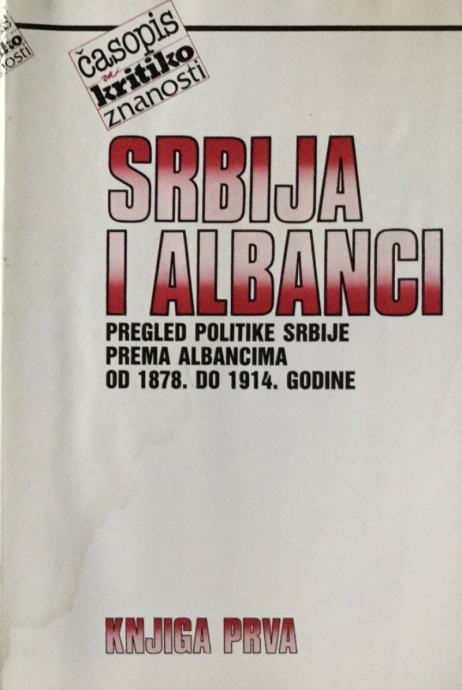 časopis
za
kritiko
znanosti
SRBIJA
I ALBANCI
PREGLED POLITIKE SRBIJE
PREMA ALBANCIMA
OD 1878. DO 1914. GODINE
KNJIGA PRVA